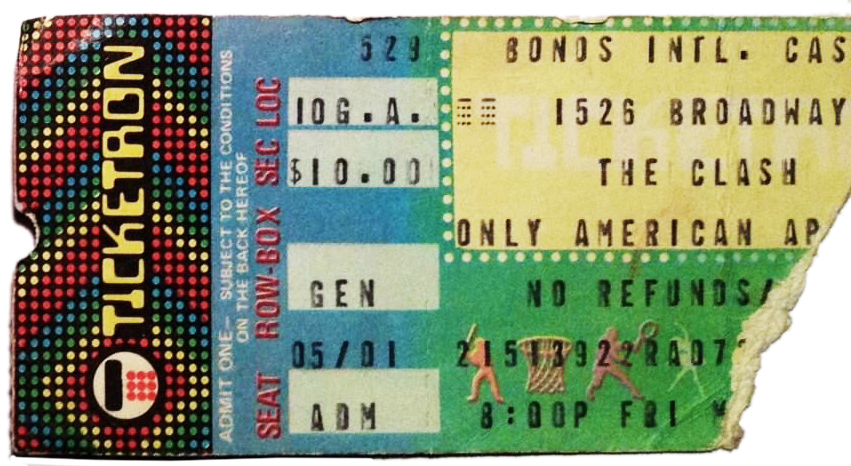 TICKETRON
ADMIT ONE — SUBJECT TO THE CONDITIONS
ON THE BACK HEREOF
SEAT ROW-BOX SEC LOC
529
10G.A.
$10.00
GEN
05/01
ADM
BONDS INTL. CAS
1526 BROADWAY
THE CLASH
ONLY AMERICAN AP
NO REFUNDS/
21513922RA07
8:00P FRI